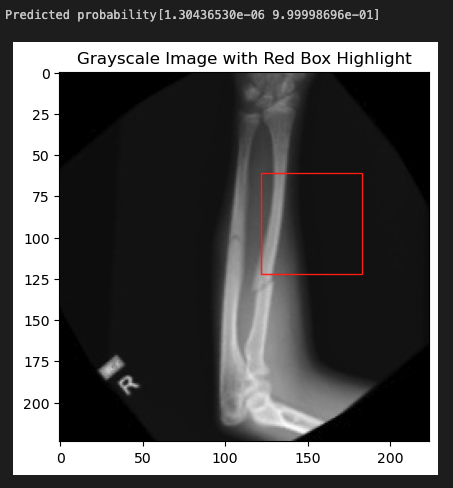 Predicted probability[1.30436530e-06 9.99998696e-01]
Grayscale Image with Red Box Highlight
0
25
50
75
100
125
150
175
200
R
0 50 100 150 200